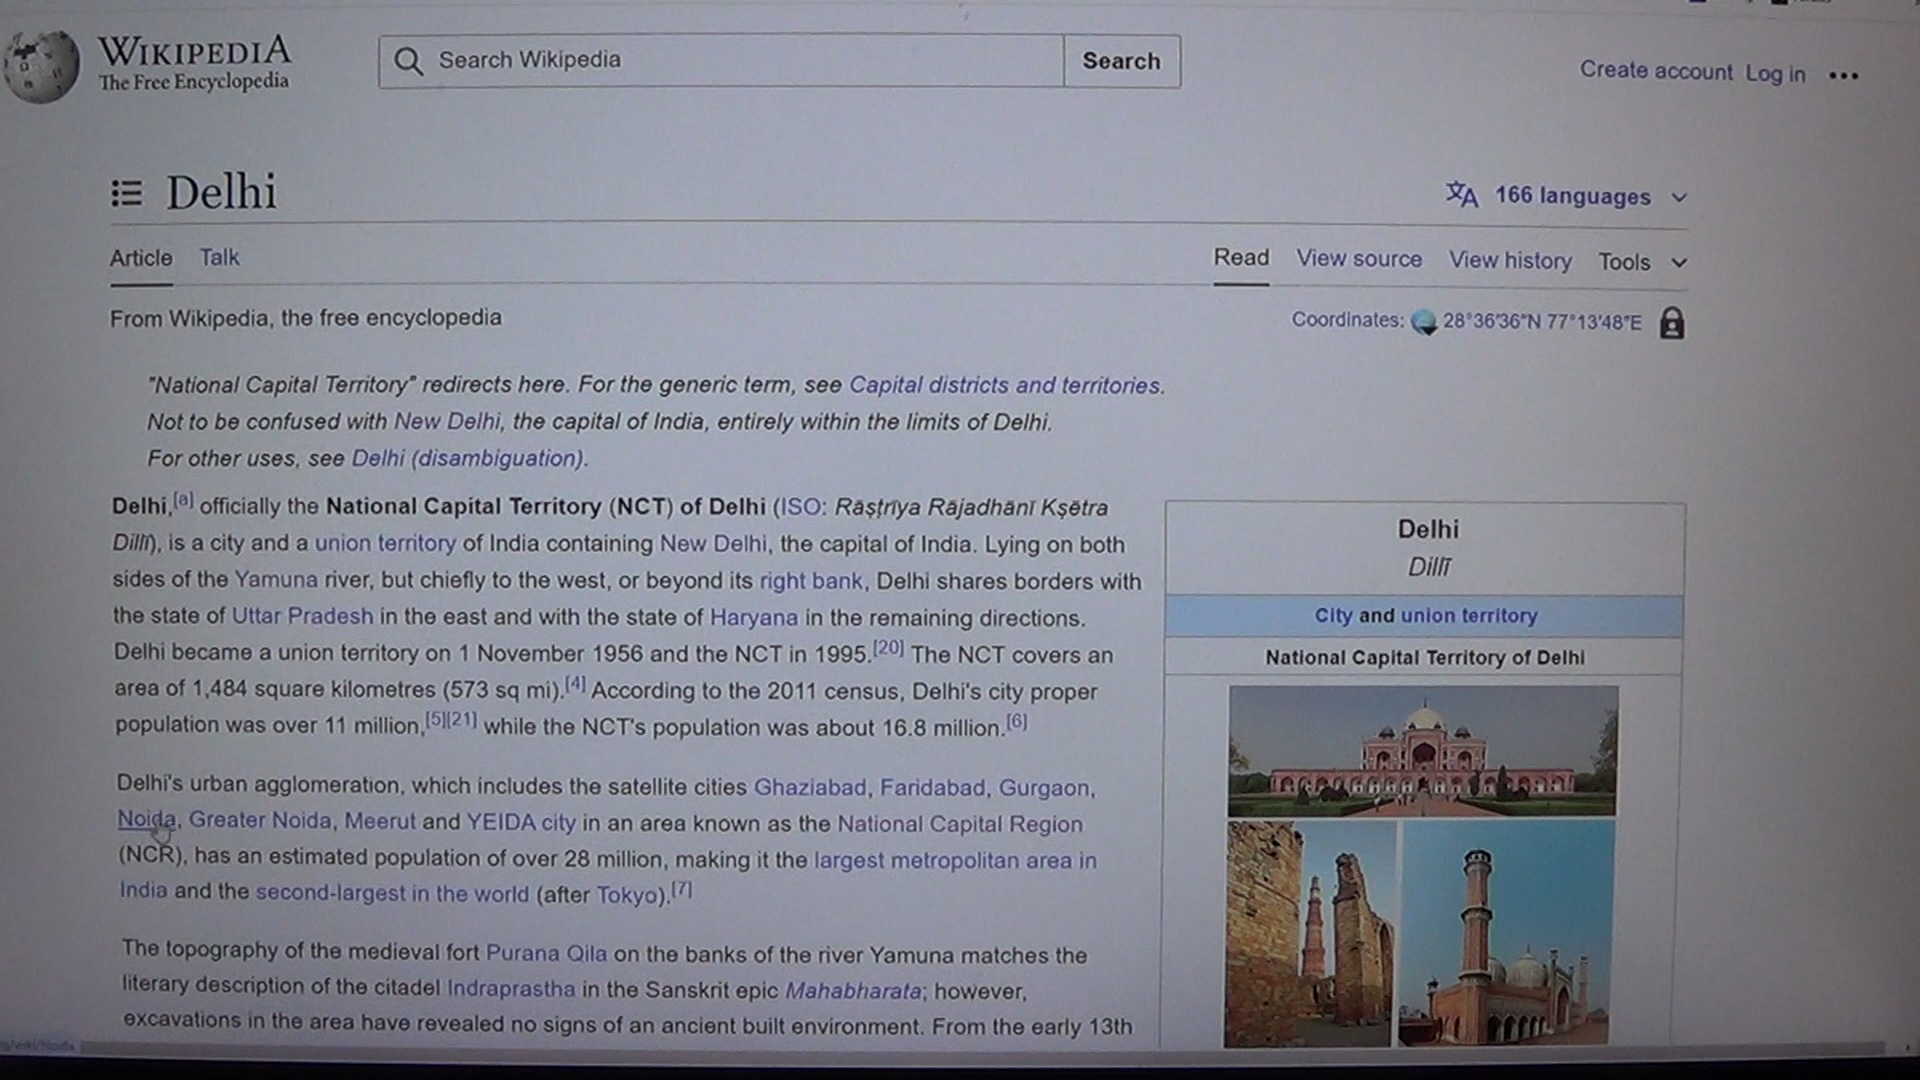 WIKIPEDIA
The Free Encyclopedia
Search Wikipedia
Search
Create account Log in
Delhi
166 languages
Article Talk
Read View source View history Tools
From Wikipedia, the free encyclopedia
Coordinates: 28°36′36″N 77°13′48″E
"National Capital Territory" redirects here. For the generic term, see Capital districts and territories.
Not to be confused with New Delhi, the capital of India, entirely within the limits of Delhi.
For other uses, see Delhi (disambiguation).
Delhi,[a] officially the National Capital Territory (NCT) of Delhi (ISO: Rāṣṭrīya Rājadhānī Kṣētra
Dillī), is a city and a union territory of India containing New Delhi, the capital of India. Lying on both
sides of the Yamuna river, but chiefly to the west, or beyond its right bank, Delhi shares borders with
the state of Uttar Pradesh in the east and with the state of Haryana in the remaining directions.
Delhi became a union territory on 1 November 1956 and the NCT in 1995.[20] The NCT covers an
area of 1,484 square kilometres (573 sq mi).[4] According to the 2011 census, Delhi's city proper
population was over 11 million,[5][21] while the NCT's population was about 16.8 million.[6]
Delhi's urban agglomeration, which includes the satellite cities Ghaziabad, Faridabad, Gurgaon,
Noida, Greater Noida, Meerut and YEIDA city in an area known as the National Capital Region
(NCR), has an estimated population of over 28 million, making it the largest metropolitan area in
India and the second-largest in the world (after Tokyo).[7]
The topography of the medieval fort Purana Qila on the banks of the river Yamuna matches the
literary description of the citadel Indraprastha in the Sanskrit epic Mahabharata; however,
excavations in the area have revealed no signs of an ancient built environment. From the early 13th
Delhi
Dillī
City and union territory
National Capital Territory of Delhi